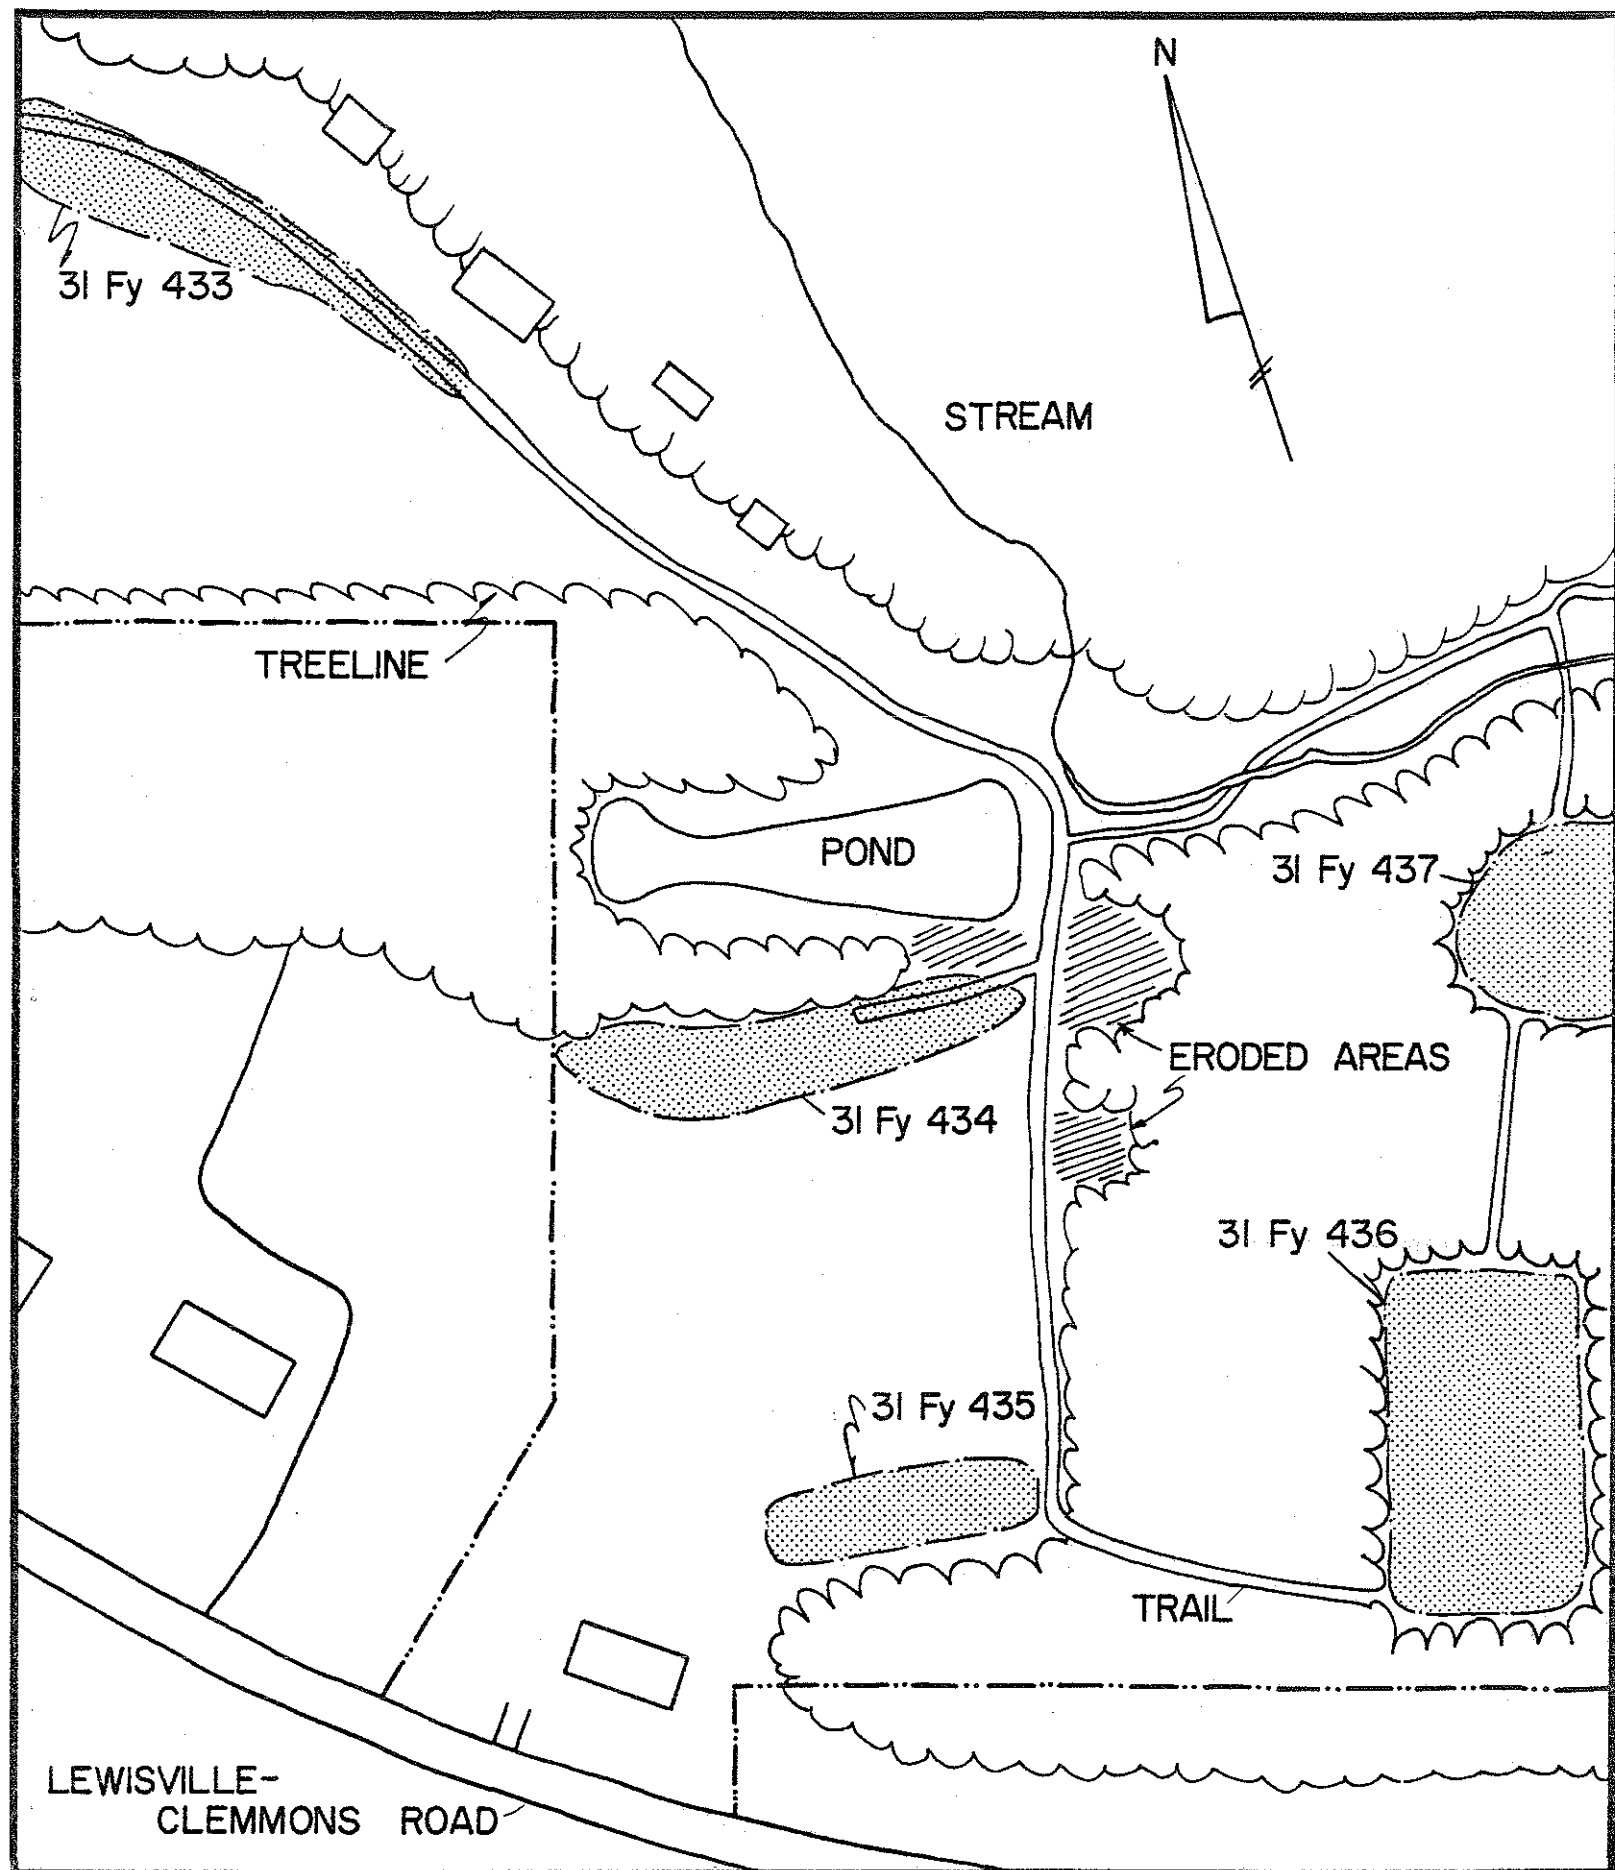 N
31 Fy 433
STREAM
TREELINE
POND
31 Fy 437
ERODED AREAS
31 Fy 434
31 Fy 436
31 Fy 435
TRAIL
LEWISVILLE-
CLEMMONS ROAD